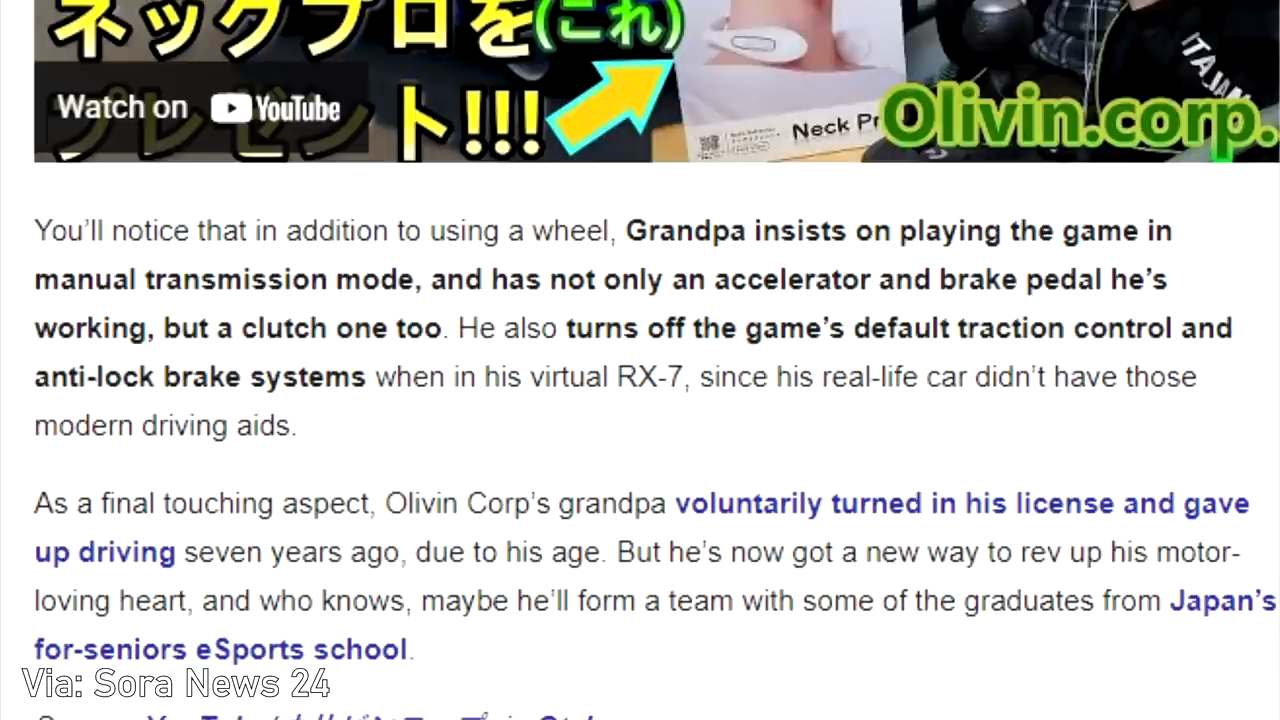 ネックプロを(これ)
Watch on YouTube
プレゼント!!!
Neck Pr
Olivin.corp.
You'll notice that in addition to using a wheel, Grandpa insists on playing the game in
manual transmission mode, and has not only an accelerator and brake pedal he's
working, but a clutch one too. He also turns off the game's default traction control and
anti-lock brake systems when in his virtual RX-7, since his real-life car didn't have those
modern driving aids.
As a final touching aspect, Olivin Corp's grandpa voluntarily turned in his license and gave
up driving seven years ago, due to his age. But he's now got a new way to rev up his motor-
loving heart, and who knows, maybe he'll form a team with some of the graduates from Japan's
for-seniors eSports school.
Via: Sora News 24